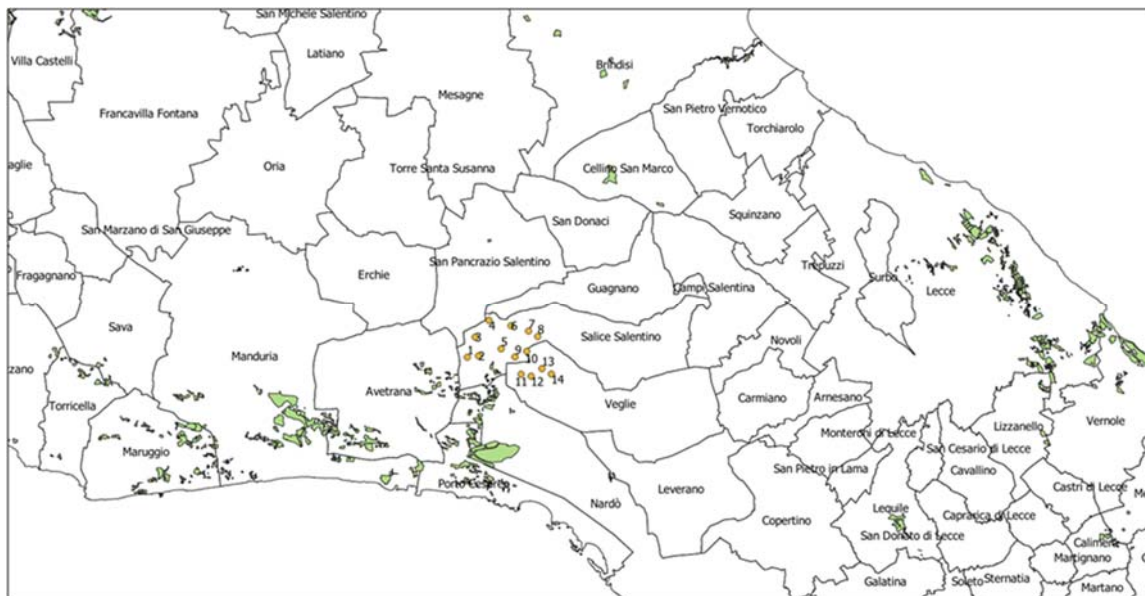 San Michele Salentino
Villa Castelli
Latiano
Brindisi
Mesagne
Francavilla Fontana
San Pietro Vernotico
Torchiarolo
aglie
Oria
Torre Santa Susanna
Cellino San Marco
San Donaci
Squinzano
San Marzano di San Giuseppe
San Pancrazio Salentino
Trepuzzi
Fragagnano
Erchie
Guagnano
Campi Salentina
Surbo
Lecce
Sava
4
6
7
8
3
Salice Salentino
Novoli
Manduria
1
2
5
9
10
zzano
Avetrana
13
11
12
14
Veglie
Carmiano
Arnesano
Torricella
Lizzanello
Vernole
Monteroni di Lecce
Maruggio
San Cesario di Lecce
San Pietro in Lama
Cavallino
Porto Cesareo
Leverano
Castri di Lecce
Nardò
Lequile
Caprarica di Lecce
Copertino
San Donato di Lecce
Calimera
Martignano
Galatina
Soleto
Sternatia
Martano